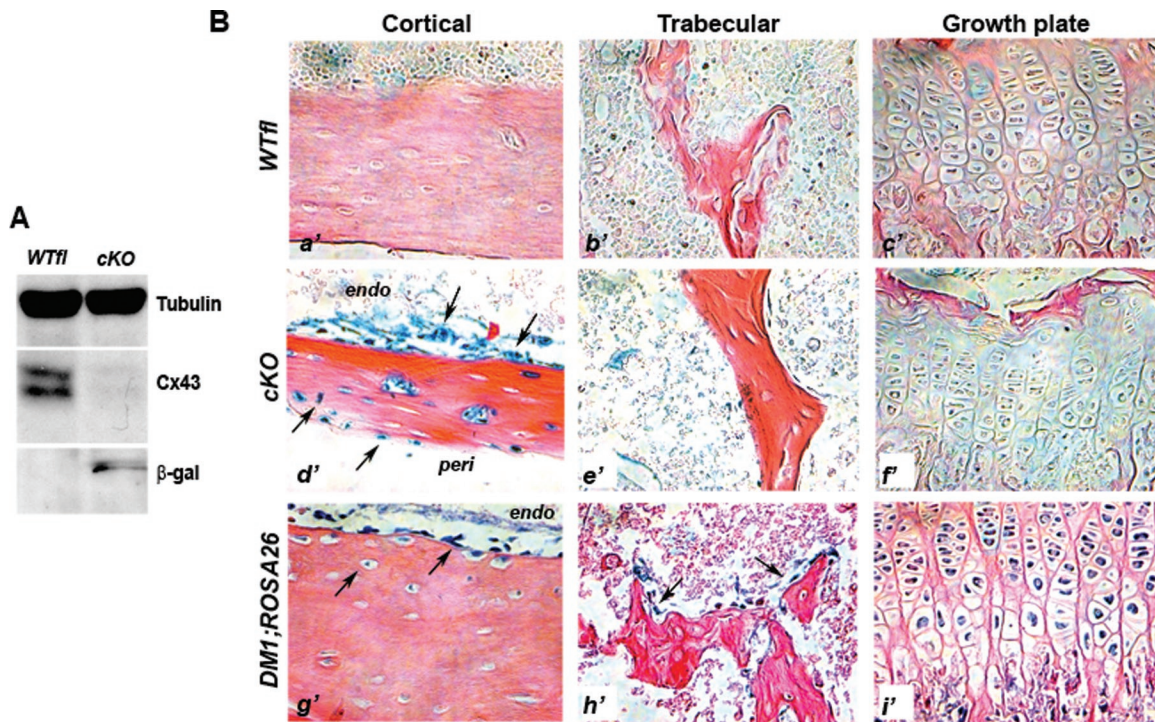 A
WTfl cKO
Tubulin
Cx43
β-gal
B
Cortical Trabecular Growth plate
WTfl
a’ b’ c’
cKO
endo
peri
d’ e’ f’
DM1;ROSA26
endo
g’ h’ i’